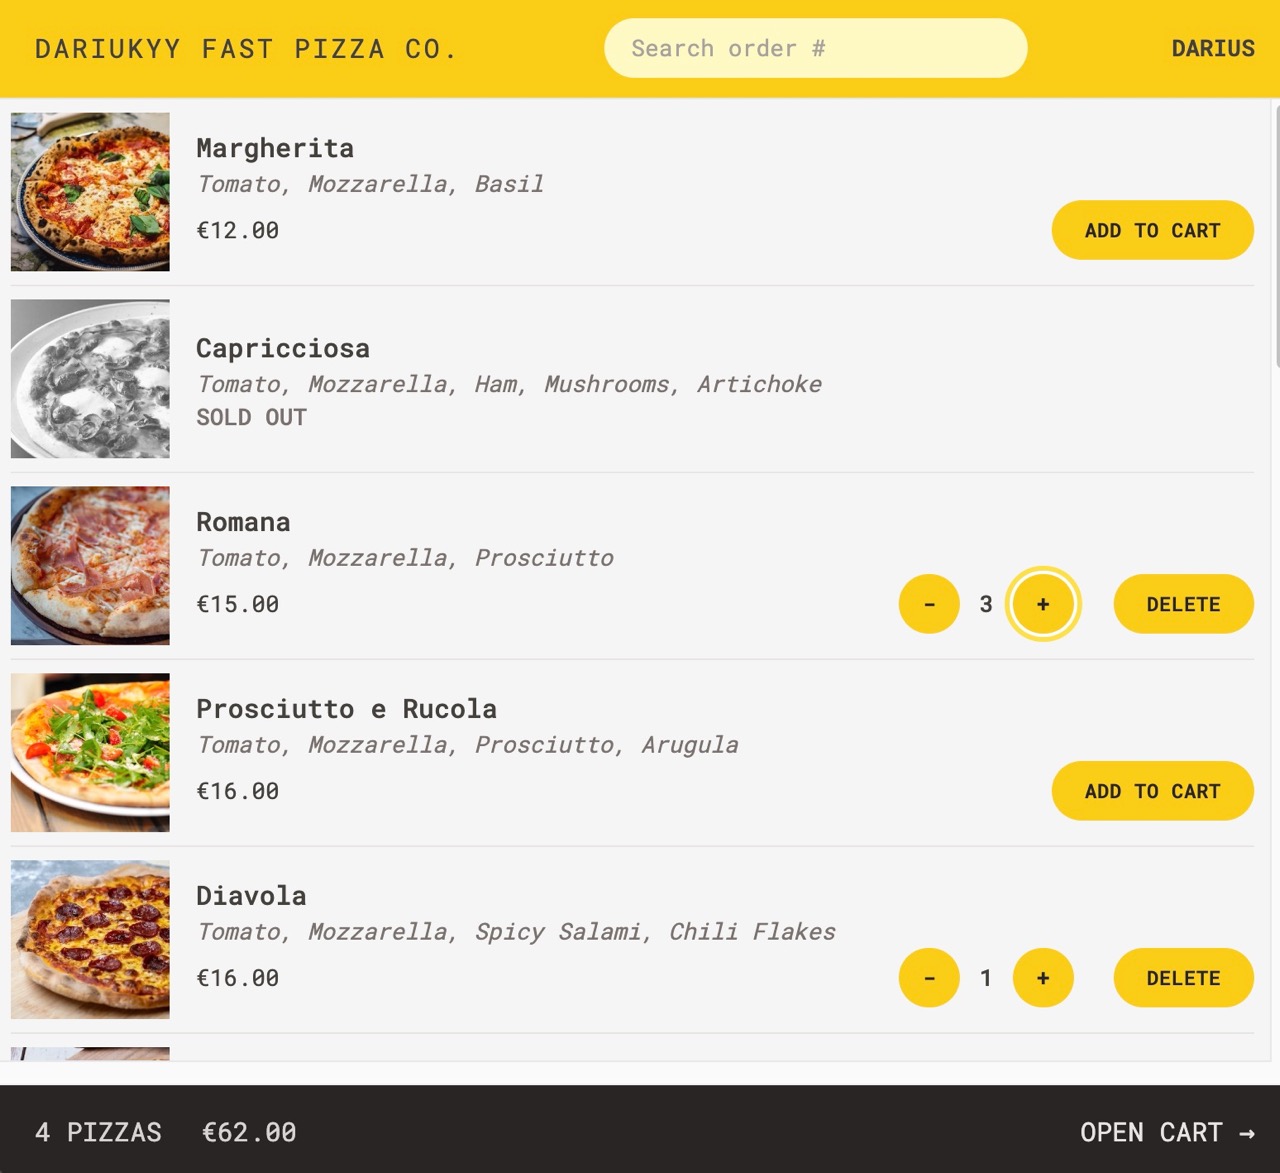 DARIUKYY FAST PIZZA CO.
Search order #
DARIUS
Margherita
Tomato, Mozzarella, Basil
€12.00
ADD TO CART
Capricciosa
Tomato, Mozzarella, Ham, Mushrooms, Artichoke
SOLD OUT
Romana
Tomato, Mozzarella, Prosciutto
€15.00
- 3 + DELETE
Prosciutto e Rucola
Tomato, Mozzarella, Prosciutto, Arugula
€16.00
ADD TO CART
Diavola
Tomato, Mozzarella, Spicy Salami, Chili Flakes
€16.00
- 1 + DELETE
4 PIZZAS €62.00
OPEN CART →